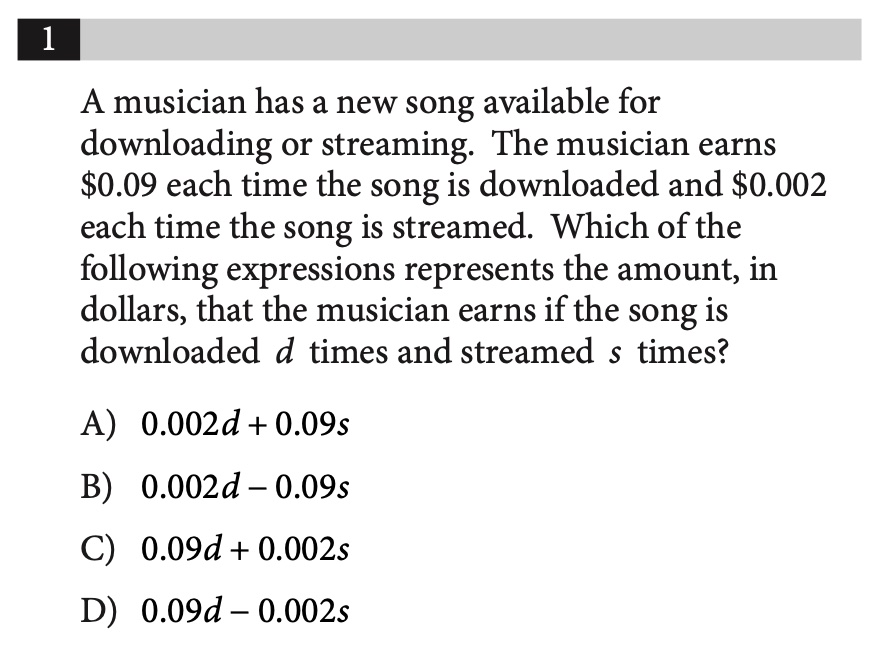 1
A musician has a new song available for
downloading or streaming. The musician earns
$0.09 each time the song is downloaded and $0.002
each time the song is streamed. Which of the
following expressions represents the amount, in
dollars, that the musician earns if the song is
downloaded d times and streamed s times?
A) 0.002d + 0.09s
B) 0.002d – 0.09s
C) 0.09d + 0.002s
D) 0.09d – 0.002s